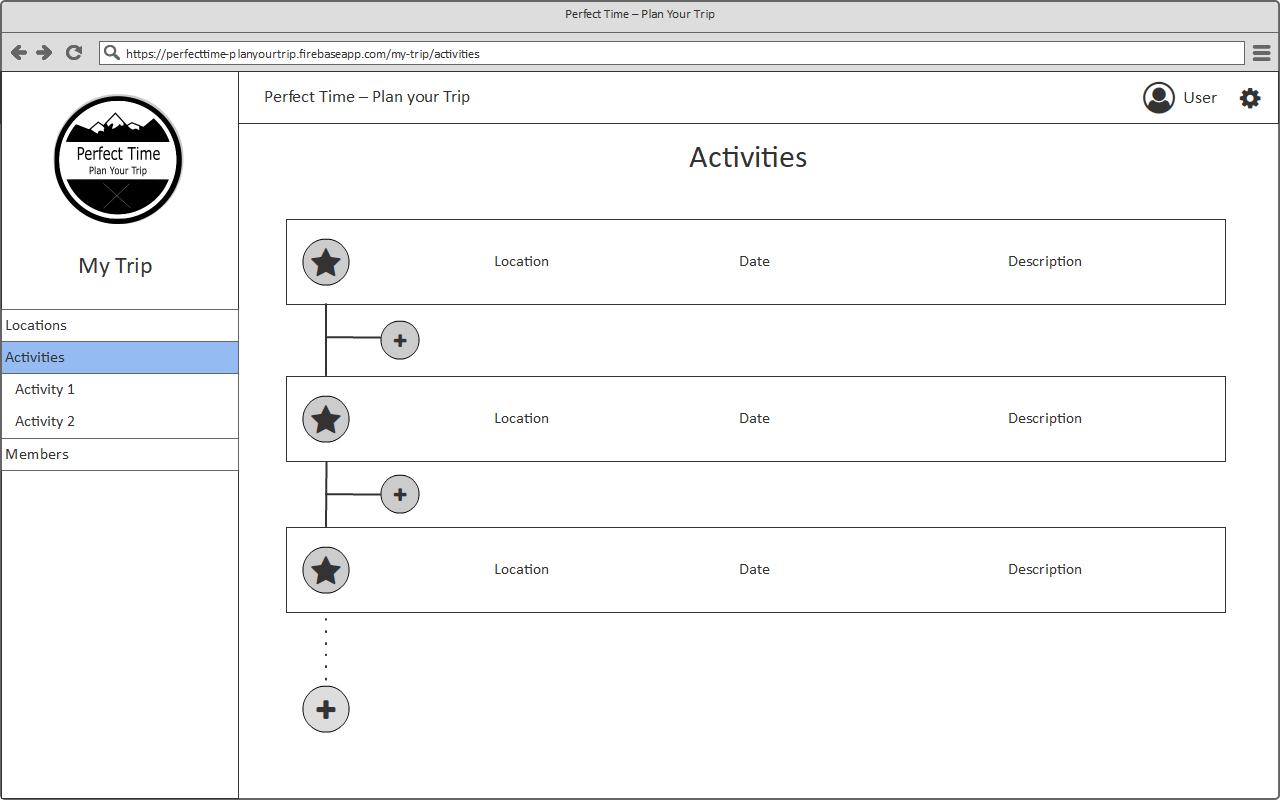 Perfect Time – Plan Your Trip
https://perfecttime-planyourtrip.firebaseapp.com/my-trip/activities
Perfect Time – Plan your Trip
User
Perfect Time
Plan Your Trip
My Trip
Locations
Activities
Activity 1
Activity 2
Members
Activities
Location Date Description
Location Date Description
Location Date Description